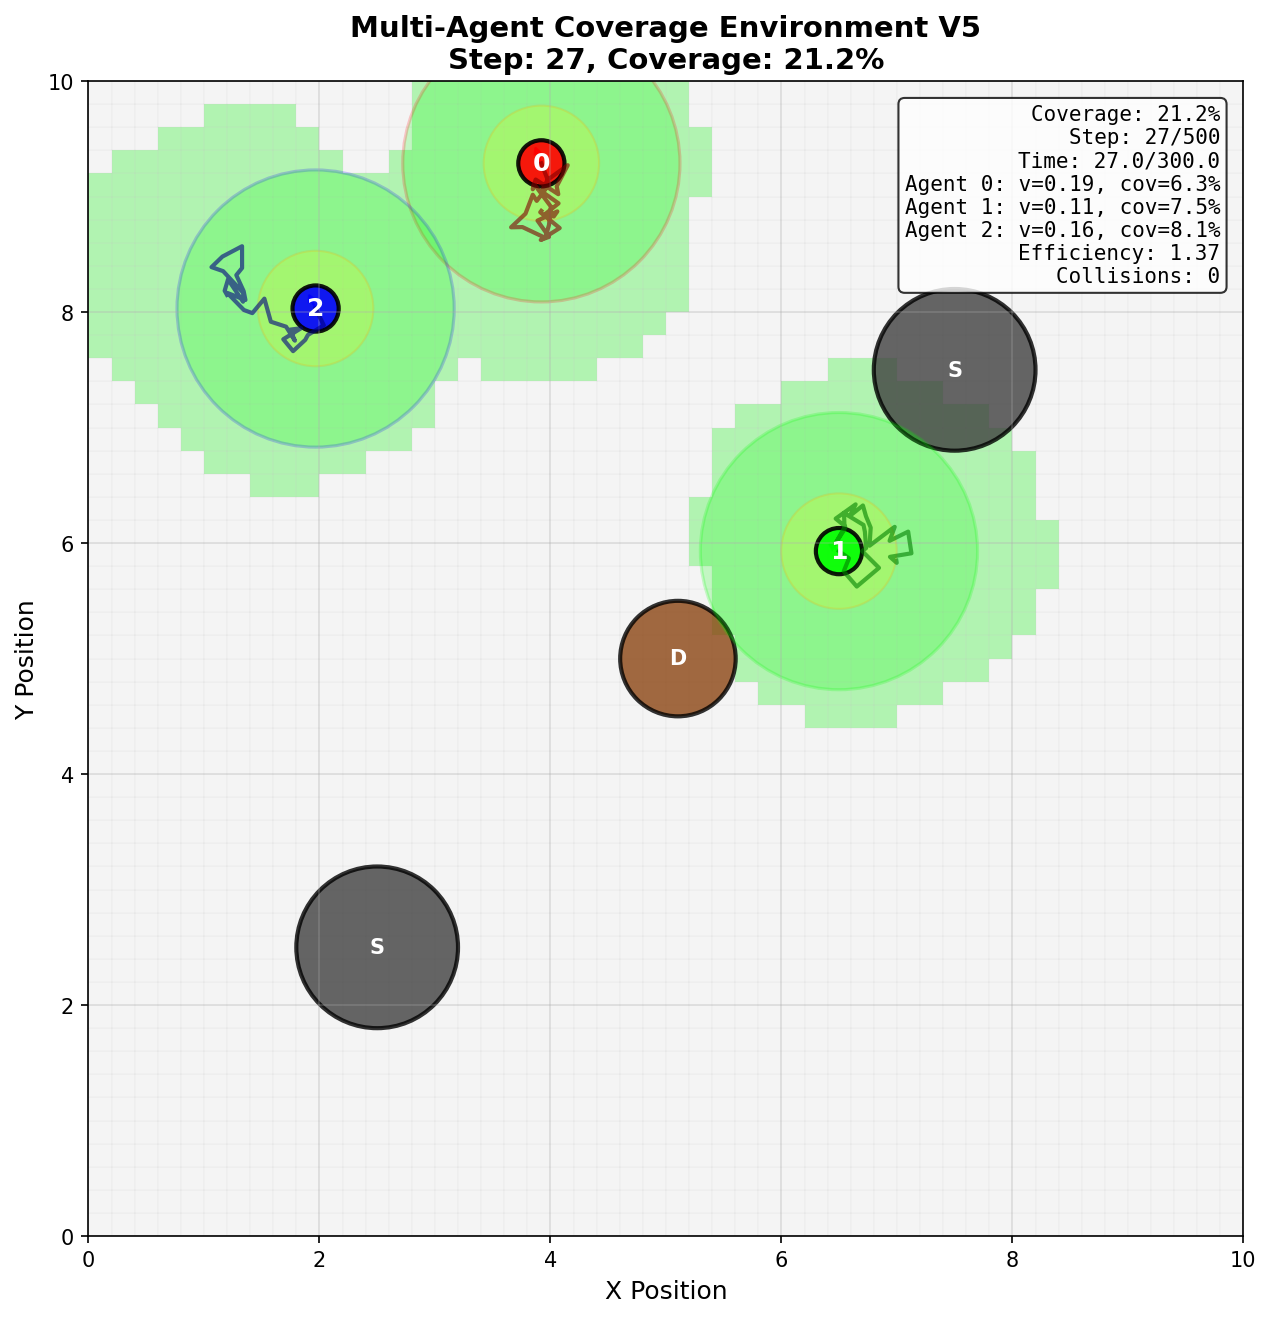 Multi-Agent Coverage Environment V5
Step: 27, Coverage: 21.2%
Coverage: 21.2%
Step: 27/500
Time: 27.0/300.0
Agent 0: v=0.19, cov=6.3%
Agent 1: v=0.11, cov=7.5%
Agent 2: v=0.16, cov=8.1%
Efficiency: 1.37
Collisions: 0
0
2
S
1
D
S
Y Position
10
8
6
4
2
0
0 2 4 6 8 10
X Position